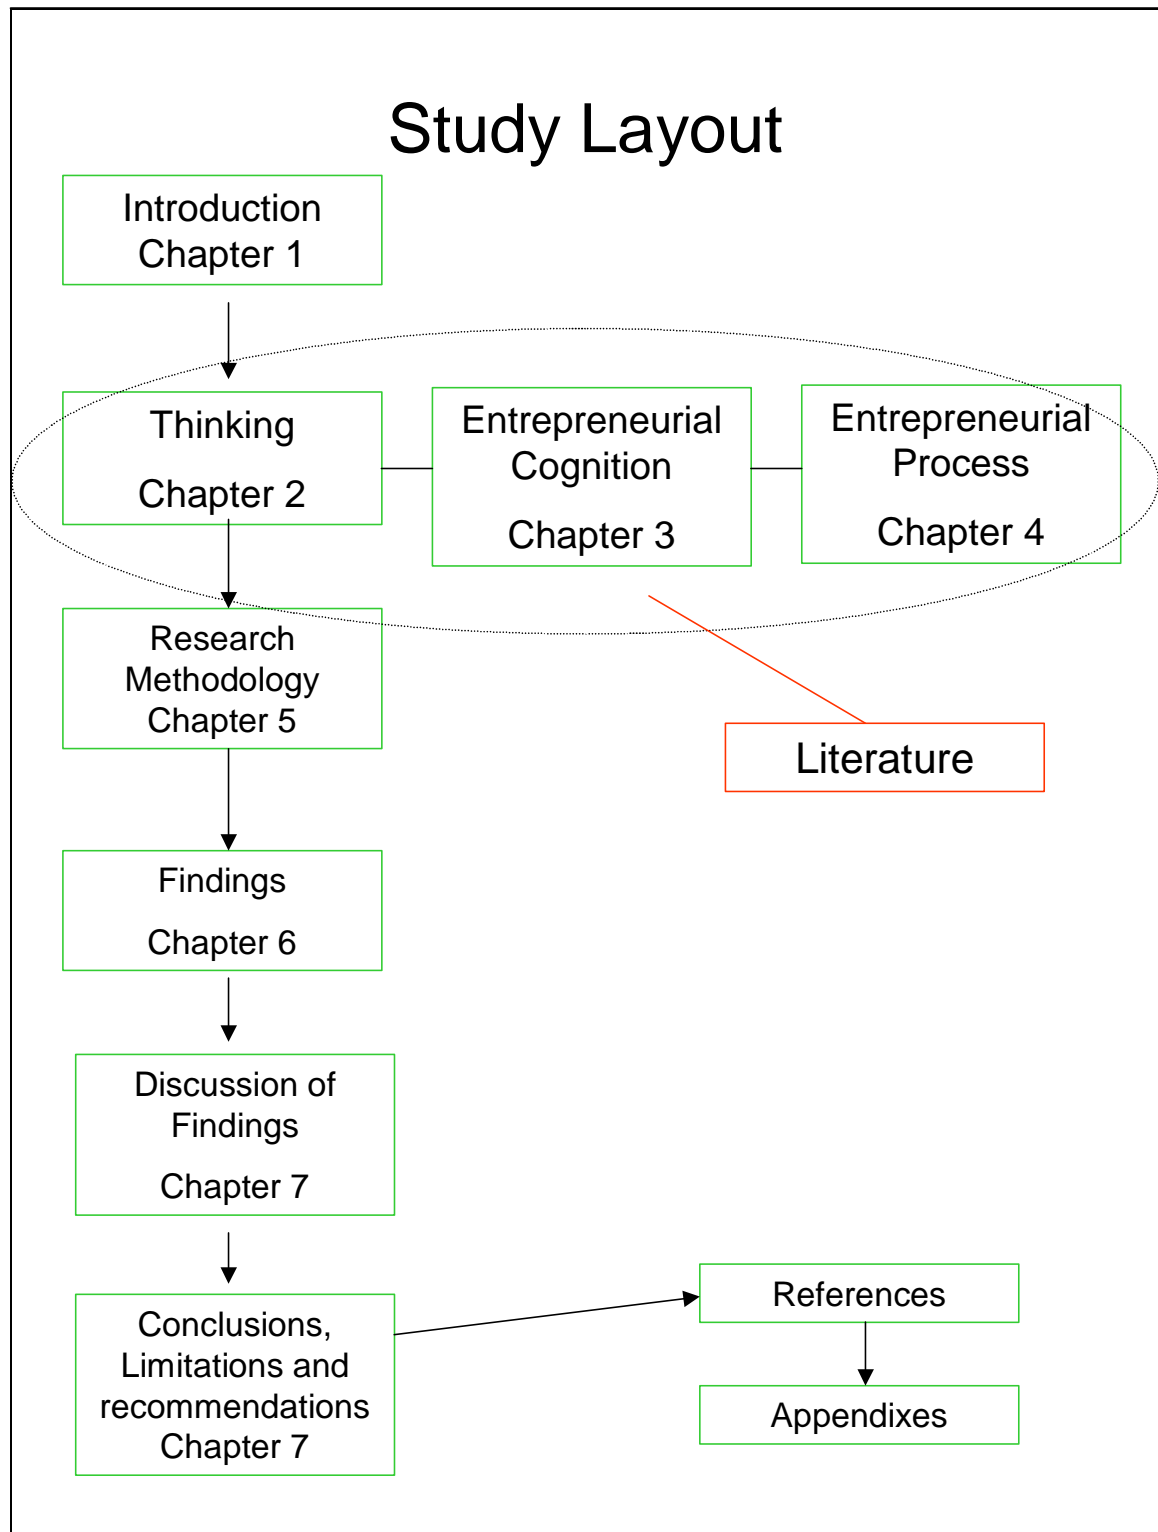 Study Layout
Introduction
Chapter 1
Thinking
Chapter 2
Entrepreneurial
Cognition
Chapter 3
Entrepreneurial
Process
Chapter 4
Research
Methodology
Chapter 5
Literature
Findings
Chapter 6
Discussion of
Findings
Chapter 7
Conclusions,
Limitations and
recommendations
Chapter 7
References
Appendixes